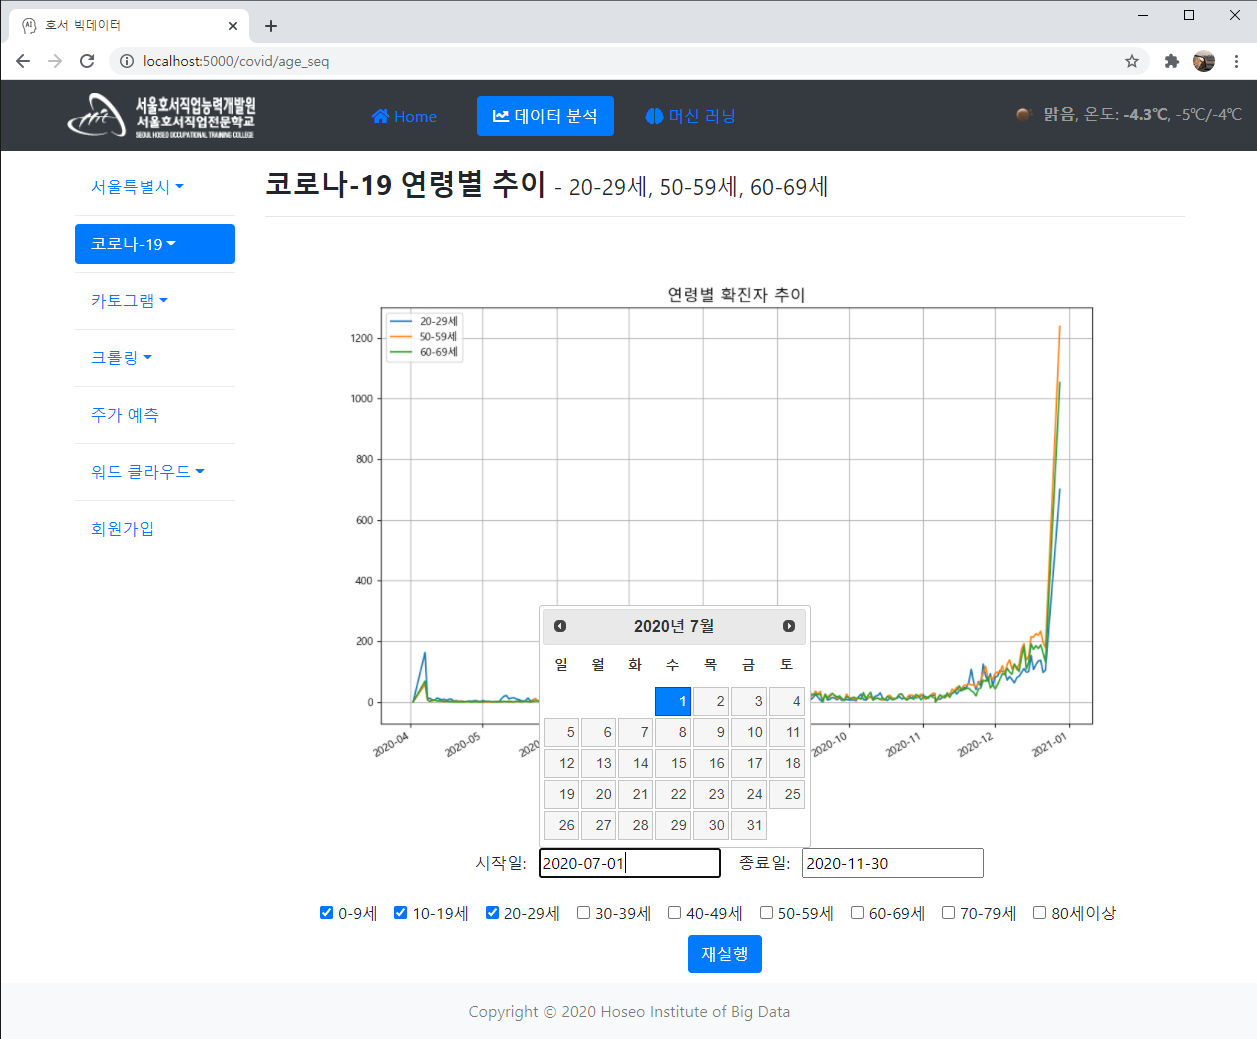 호서 빅데이터
localhost:5000/covid/age_seq
서울호서직업능력개발원
서울호서직업전문학교
SEOUL HOSEO OCCUPATIONAL TRAINING COLLEGE
Home 데이터 분석 머신 러닝
맑음, 온도: -4.3℃, -5℃/-4℃
서울특별시
코로나-19
카토그램
크롤링
주가 예측
워드 클라우드
회원가입
코로나-19 연령별 추이 - 20-29세, 50-59세, 60-69세
연령별 확진자 추이
20-29세
50-59세
60-69세
1200
1000
800
600
400
200
0
2020-04 2020-05 2020-10 2020-11 2020-12 2021-01
2020년 7월
일 월 화 수 목 금 토
1 2 3 4
5 6 7 8 9 10 11
12 13 14 15 16 17 18
19 20 21 22 23 24 25
26 27 28 29 30 31
시작일: 2020-07-01 종료일: 2020-11-30
0-9세 10-19세 20-29세 30-39세 40-49세 50-59세 60-69세 70-79세 80세이상
재실행
Copyright © 2020 Hoseo Institute of Big Data